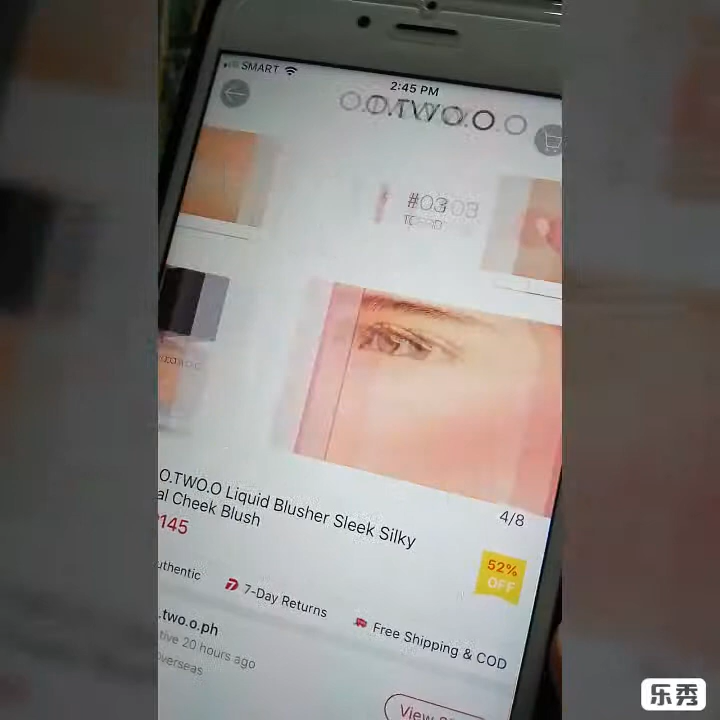 SMART
2:45 PM
O.TWO.O
#03
4/8
O.TWO.O Liquid Blusher Sleek Silky
al Cheek Blush
145
52%
OFF
uthentic
7-Day Returns
Free Shipping & COD
.two.o.ph
tive 20 hours ago
verseas
View
乐秀